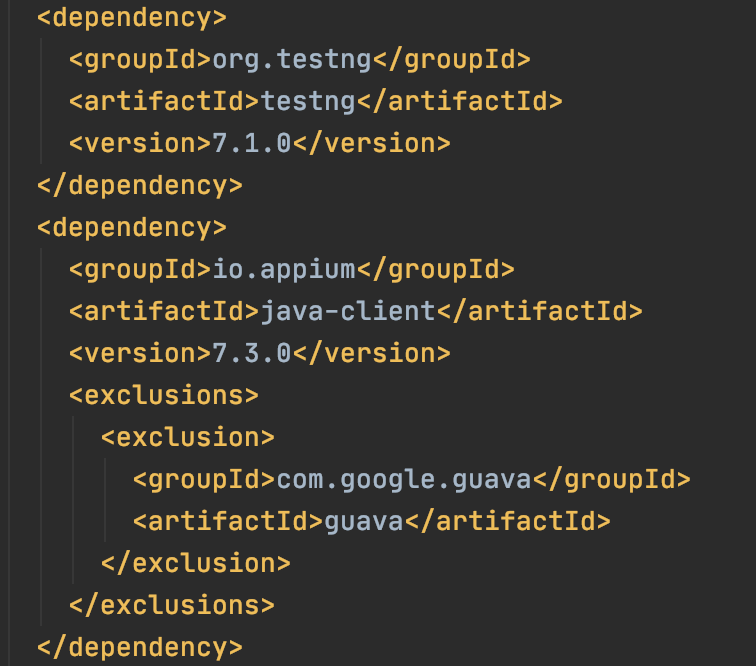 <dependency>
<groupId>org.testng</groupId>
<artifactId>testng</artifactId>
<version>7.1.0</version>
</dependency>
<dependency>
<groupId>io.appium</groupId>
<artifactId>java-client</artifactId>
<version>7.3.0</version>
<exclusions>
<exclusion>
<groupId>com.google.guava</groupId>
<artifactId>guava</artifactId>
</exclusion>
</exclusions>
</dependency>